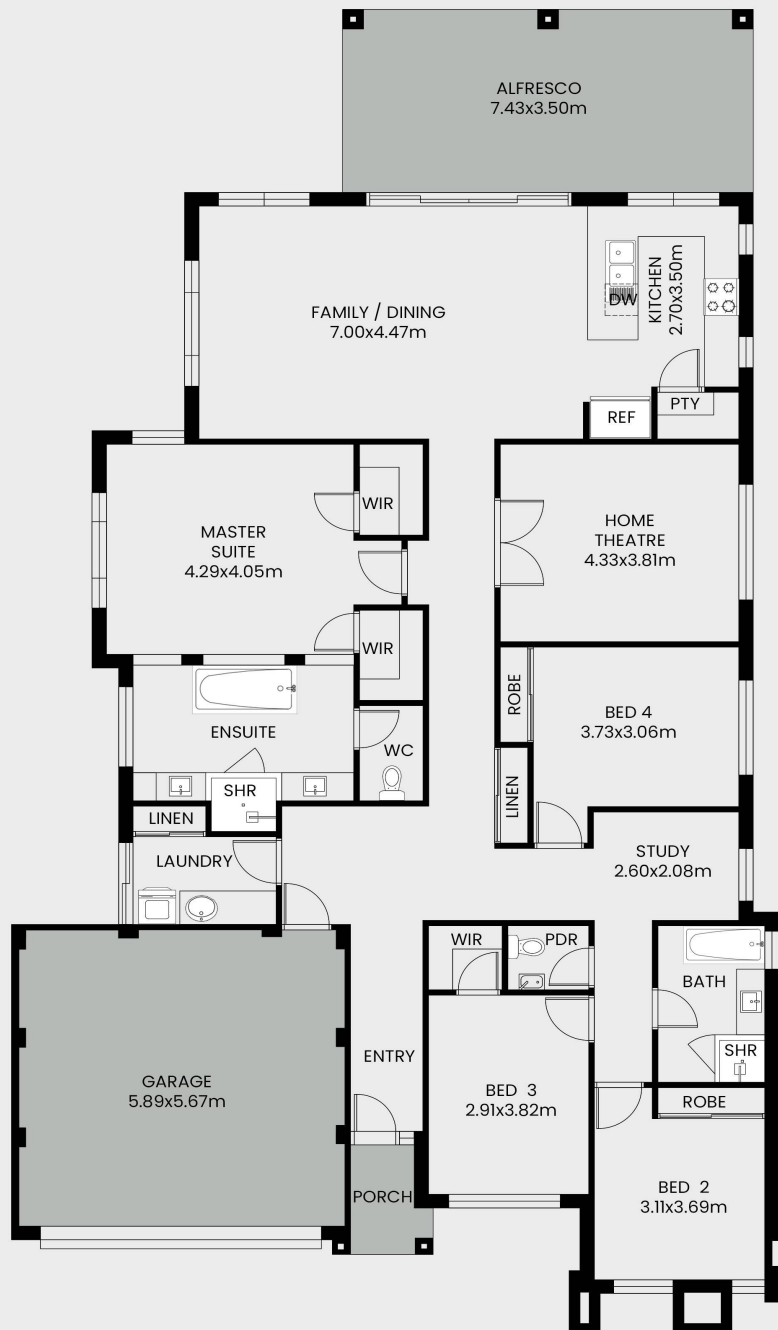 ALFRESCO
7.43x3.50m
FAMILY / DINING
7.00x4.47m
DW
KITCHEN
2.70x3.50m
REF
PTY
WIR
MASTER
SUITE
4.29x4.05m
HOME
THEATRE
4.33x3.81m
WIR
ROBE
BED 4
3.73x3.06m
ENSUITE
WC
SHR
LINEN
LINEN
LAUNDRY
STUDY
2.60x2.08m
WIR
PDR
BATH
SHR
ENTRY
GARAGE
5.89x5.67m
BED 3
2.91x3.82m
ROBE
PORCH
BED 2
3.11x3.69m